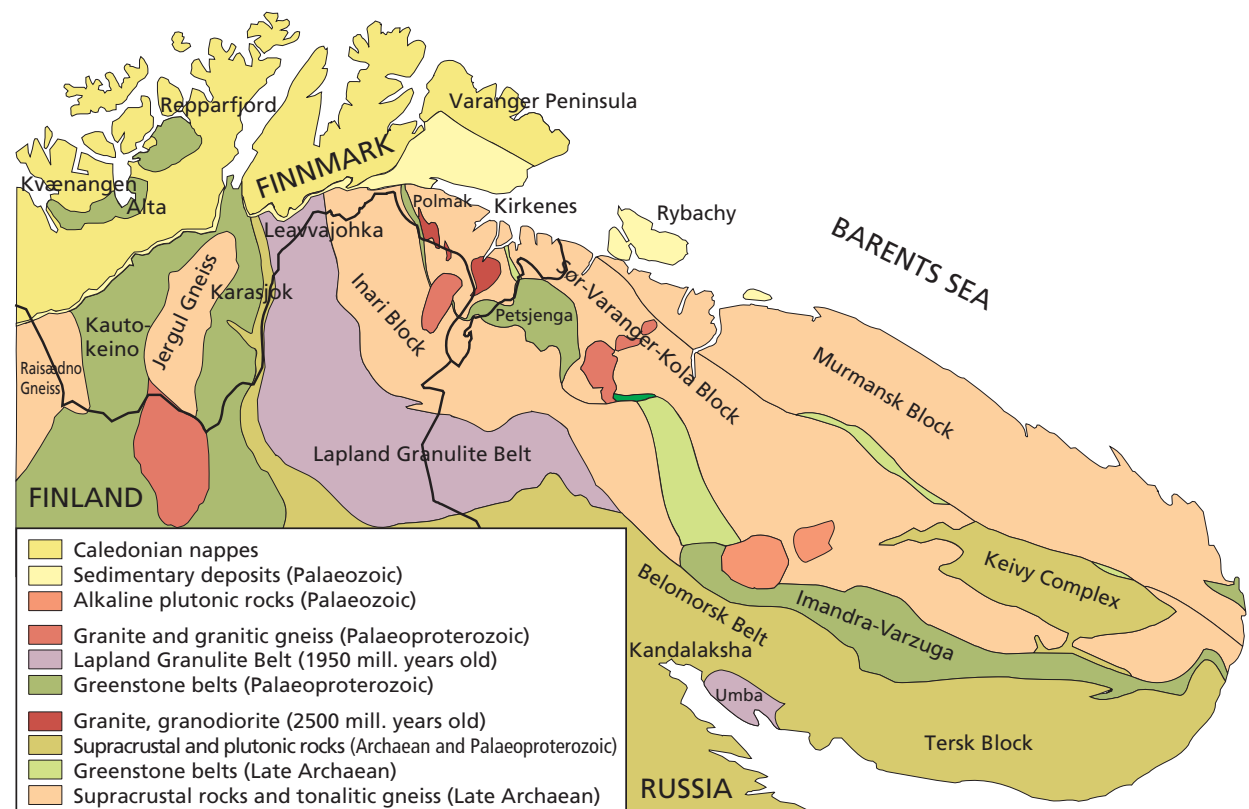 Repparfjord
Varanger Peninsula
Kvænangen
Alta
FINNMARK
Polmak
Kirkenes
Rybachy
BARENTS SEA
Leavvajohka
Karasjok
Jergul Gneiss
Kauto-
keino
Raisædno
Gneiss
Inari Block
Petsjenga
Sør-Varanger-Kola Block
Murmansk Block
Lapland Granulite Belt
FINLAND
Keivy Complex
Belomorsk Belt
Imandra-Varzuga
Kandalaksha
Umba
Tersk Block
RUSSIA
Caledonian nappes
Sedimentary deposits (Palaeozoic)
Alkaline plutonic rocks (Palaeozoic)
Granite and granitic gneiss (Palaeoproterozoic)
Lapland Granulite Belt (1950 mill. years old)
Greenstone belts (Palaeoproterozoic)
Granite, granodiorite (2500 mill. years old)
Supracrustal and plutonic rocks (Archaean and Palaeoproterozoic)
Greenstone belts (Late Archaean)
Supracrustal rocks and tonalitic gneiss (Late Archaean)